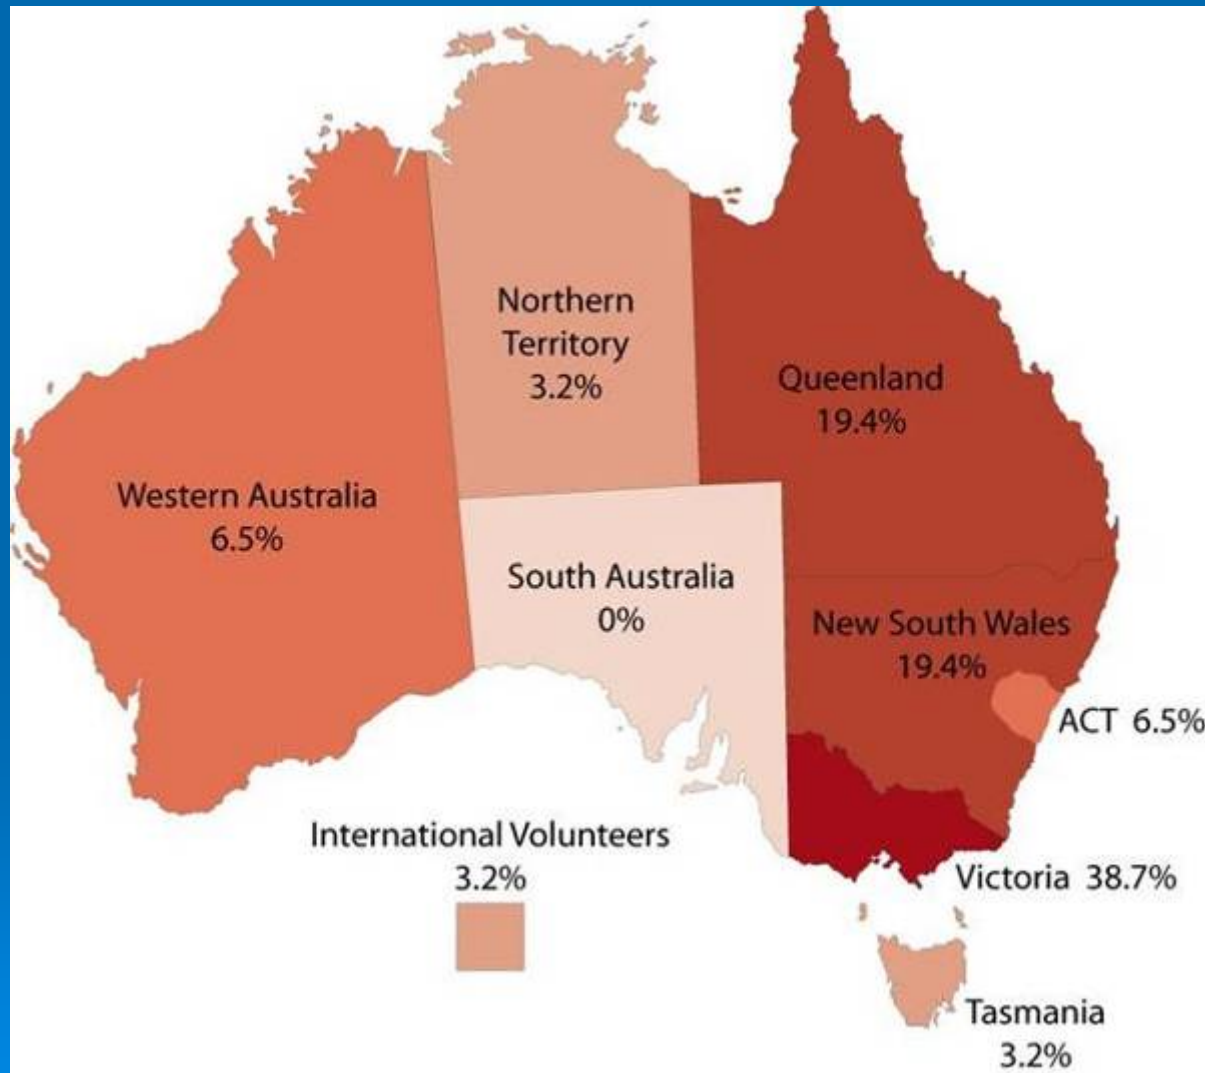 Northern
Territory
3.2%
Queenland
19.4%
Western Australia
6.5%
South Australia
0%
New South Wales
19.4%
ACT 6.5%
International Volunteers
3.2%
Victoria 38.7%
Tasmania
3.2%